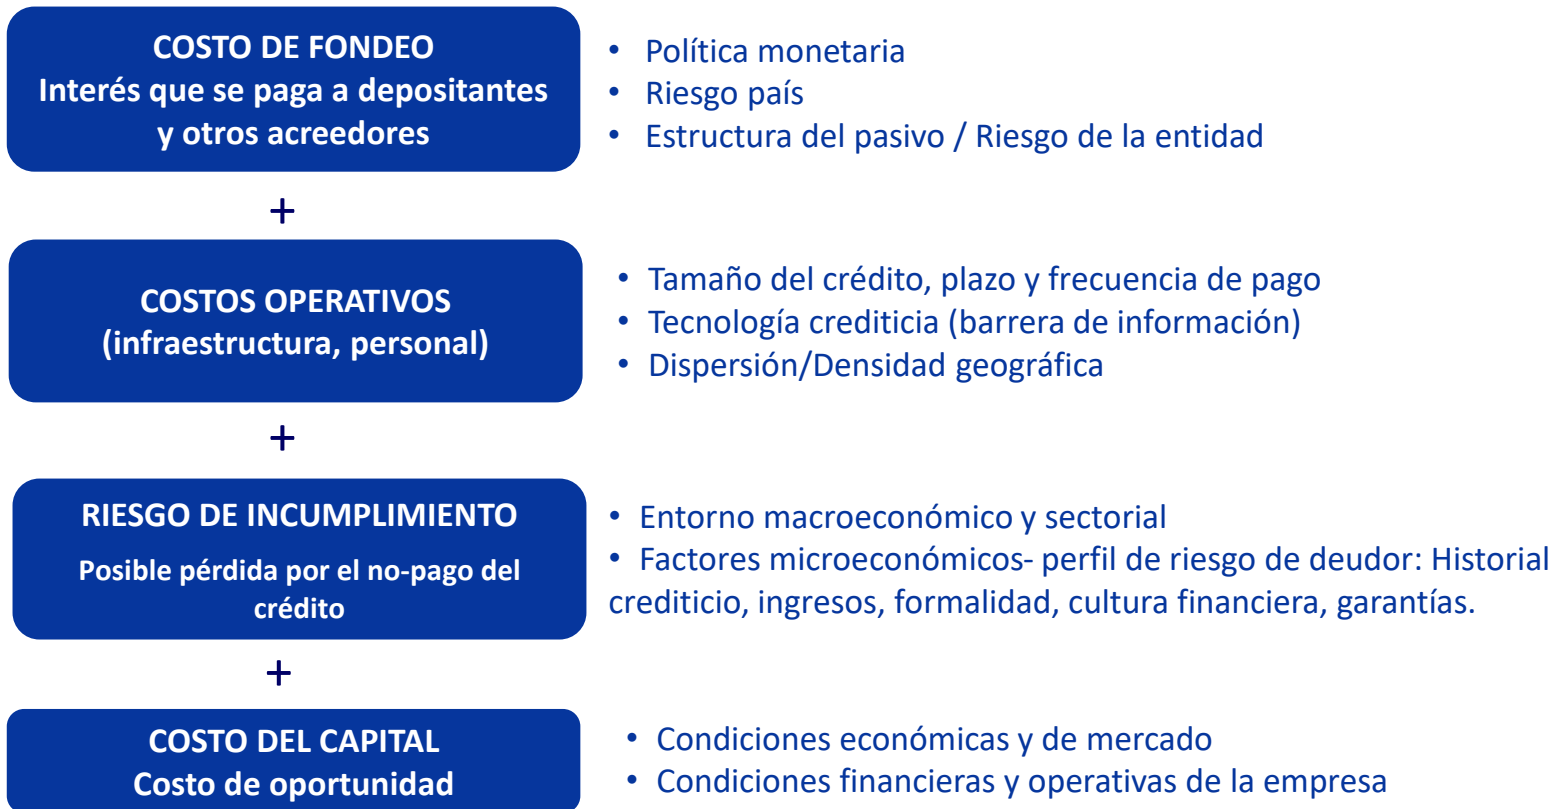 COSTO DE FONDEO
Interés que se paga a depositantes
y otros acreedores
• Política monetaria
• Riesgo país
• Estructura del pasivo / Riesgo de la entidad
+
COSTOS OPERATIVOS
(infraestructura, personal)
• Tamaño del crédito, plazo y frecuencia de pago
• Tecnología crediticia (barrera de información)
• Dispersión/Densidad geográfica
+
RIESGO DE INCUMPLIMIENTO
Posible pérdida por el no-pago del
crédito
• Entorno macroeconómico y sectorial
• Factores microeconómicos- perfil de riesgo de deudor: Historial
crediticio, ingresos, formalidad, cultura financiera, garantías.
+
COSTO DEL CAPITAL
Costo de oportunidad
• Condiciones económicas y de mercado
• Condiciones financieras y operativas de la empresa